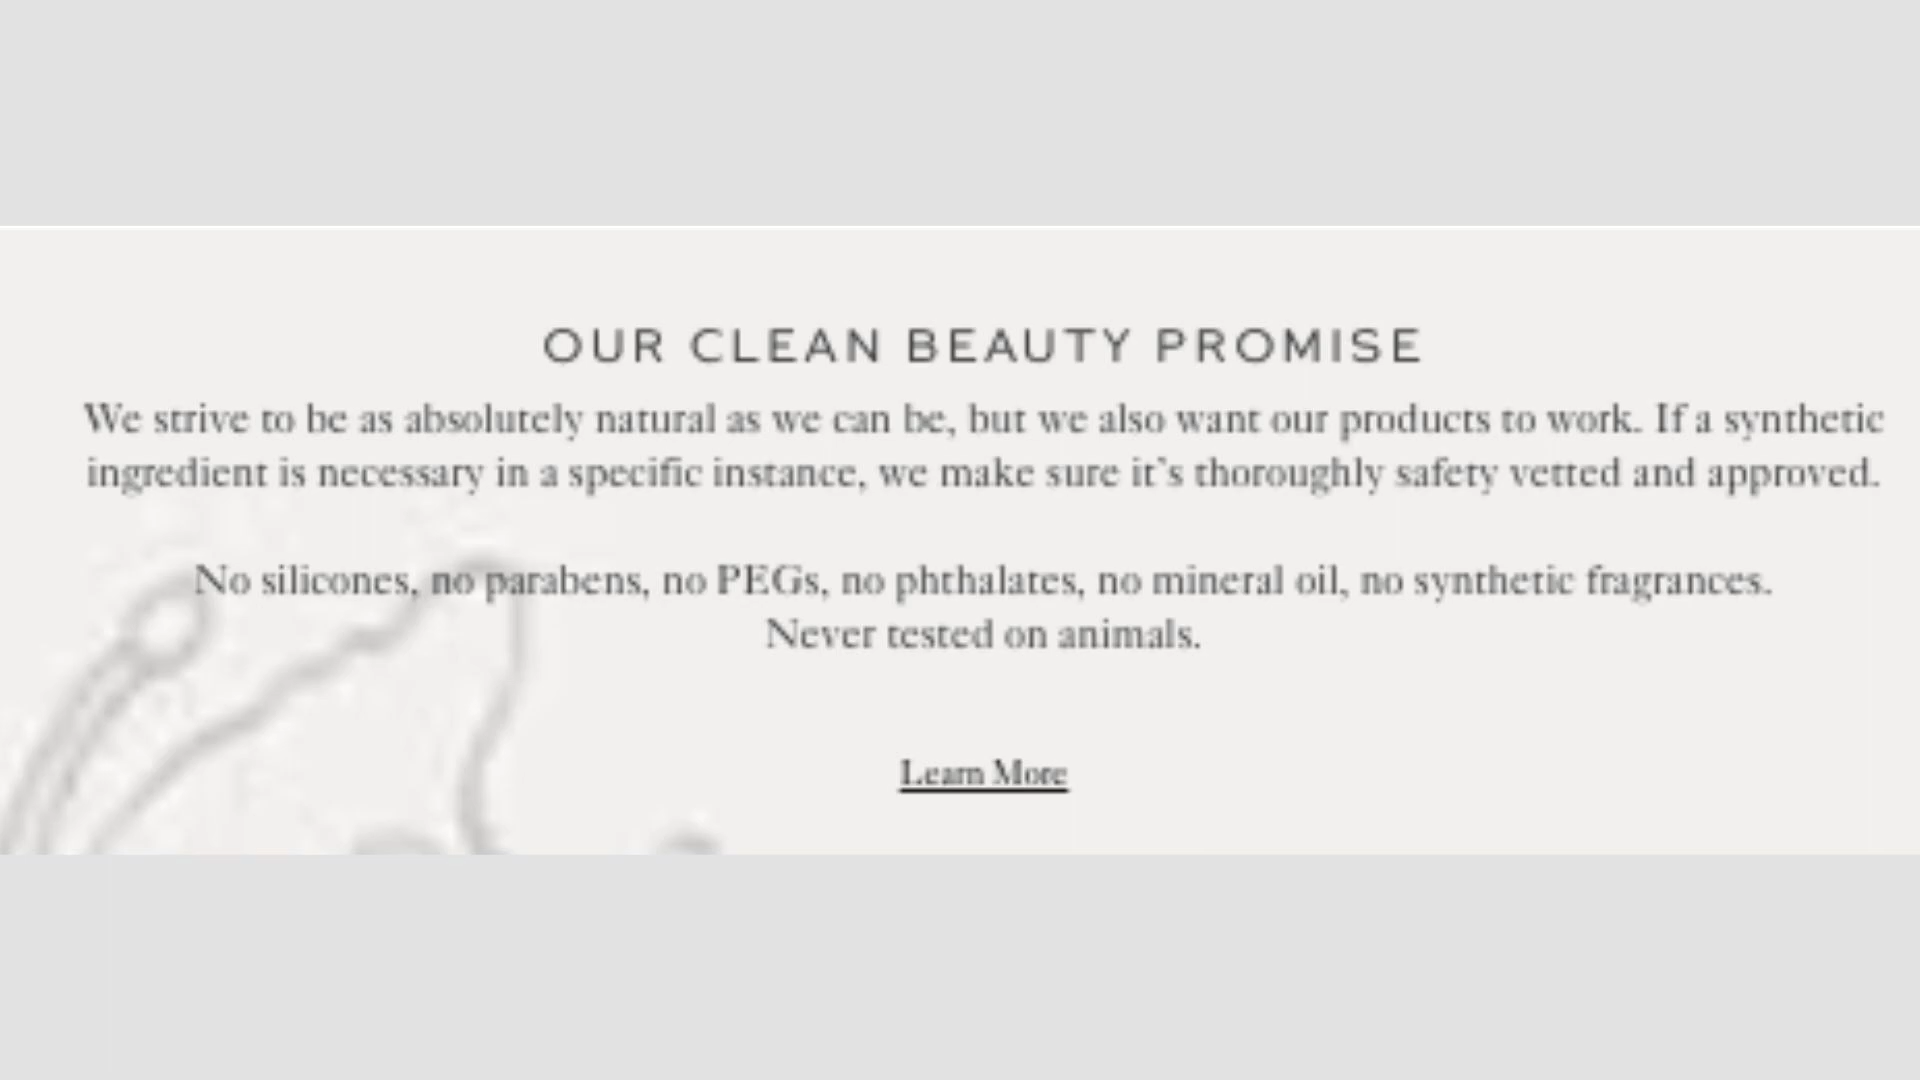 OUR CLEAN BEAUTY PROMISE
We strive to be as absolutely natural as we can be, but we also want our products to work. If a synthetic
ingredient is necessary in a specific instance, we make sure it's thoroughly safety vetted and approved.
No silicones, no parabens, no PEGs, no phthalates, no mineral oil, no synthetic fragrances.
Never tested on animals.
Learn More